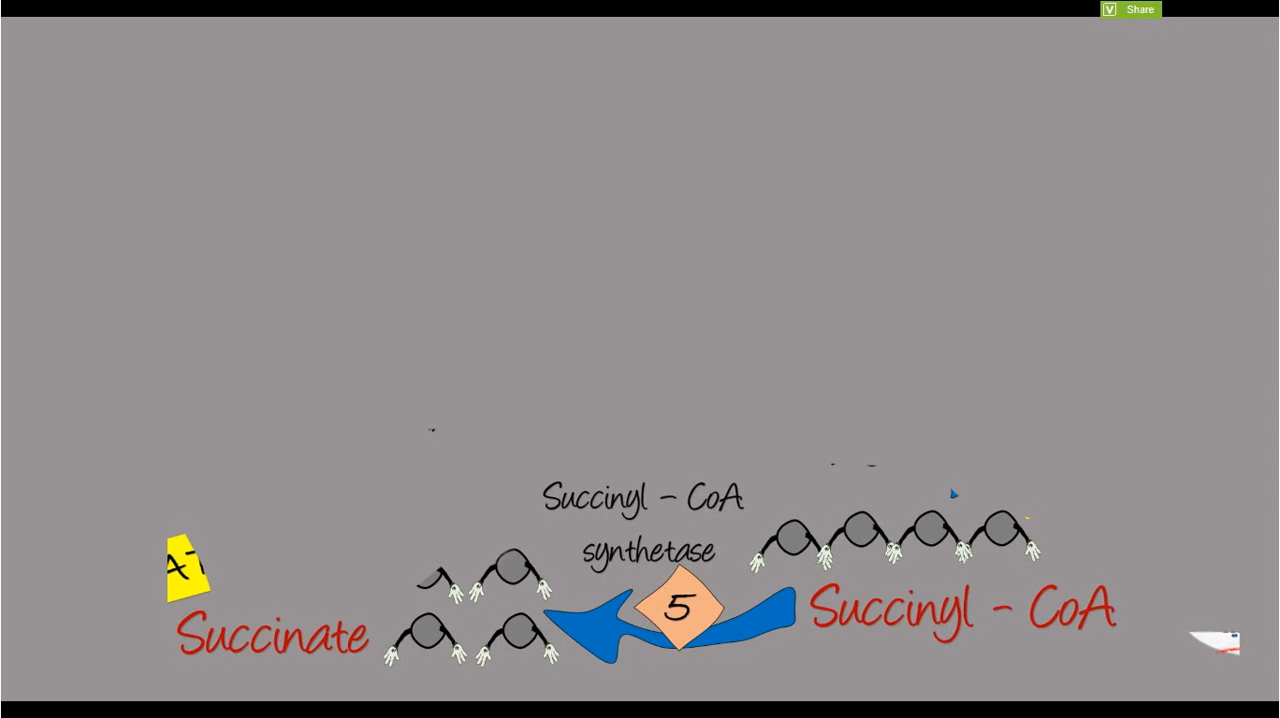 V Share
Succinyl - CoA
synthetase
5
Succinyl - CoA
Succinate